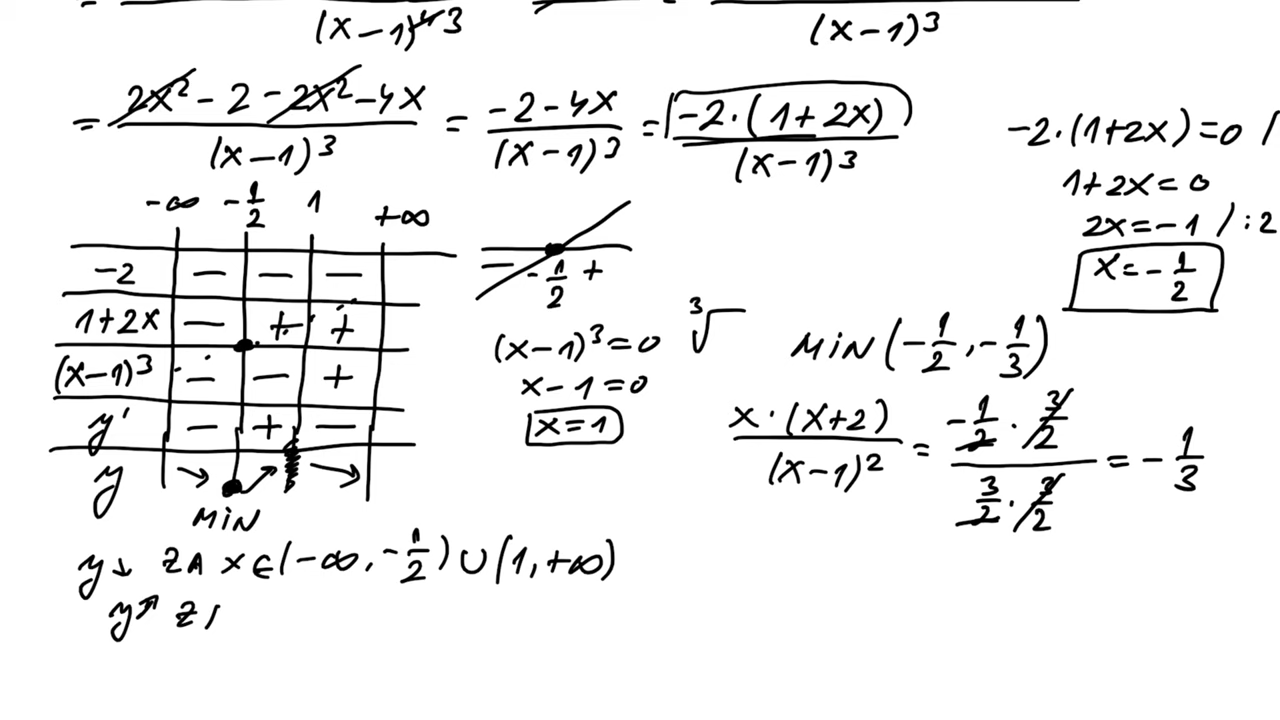 = (x-1)⁴ 3 = (x-1)³
= 2x² - 2 - 2x² - 4x / (x-1)³ = -2-4x / (x-1)³ = -2·(1+2x) / (x-1)³
-2·(1+2x)=0 /
1+2x=0
2x=-1 /:2
x=-1/2
-∞ -1/2 1 +∞
-2 - - -
1+2x - + +
(x-1)³ - - +
y' - + -
y ↘ ↗ ↘
MIN
- -1/2 +
(x-1)³=0 ³√
x-1=0
x=1
MIN(-1/2,-1/3)
x·(x+2) / (x-1)² = -1/2 · 3/2 / 3/2 · 3/2 = -1/3
y↓ ZA x∈(-∞,-1/2)∪(1,+∞)
y↗ Z